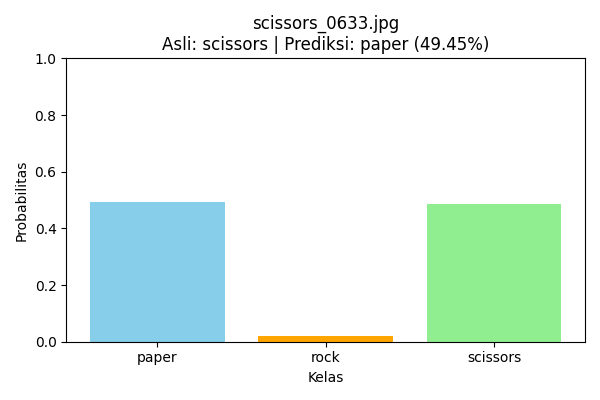 scissors_0633.jpg
Asli: scissors | Prediksi: paper (49.45%)
1.0
0.8
0.6
0.4
0.2
0.0
Probabilitas
paper rock scissors
Kelas